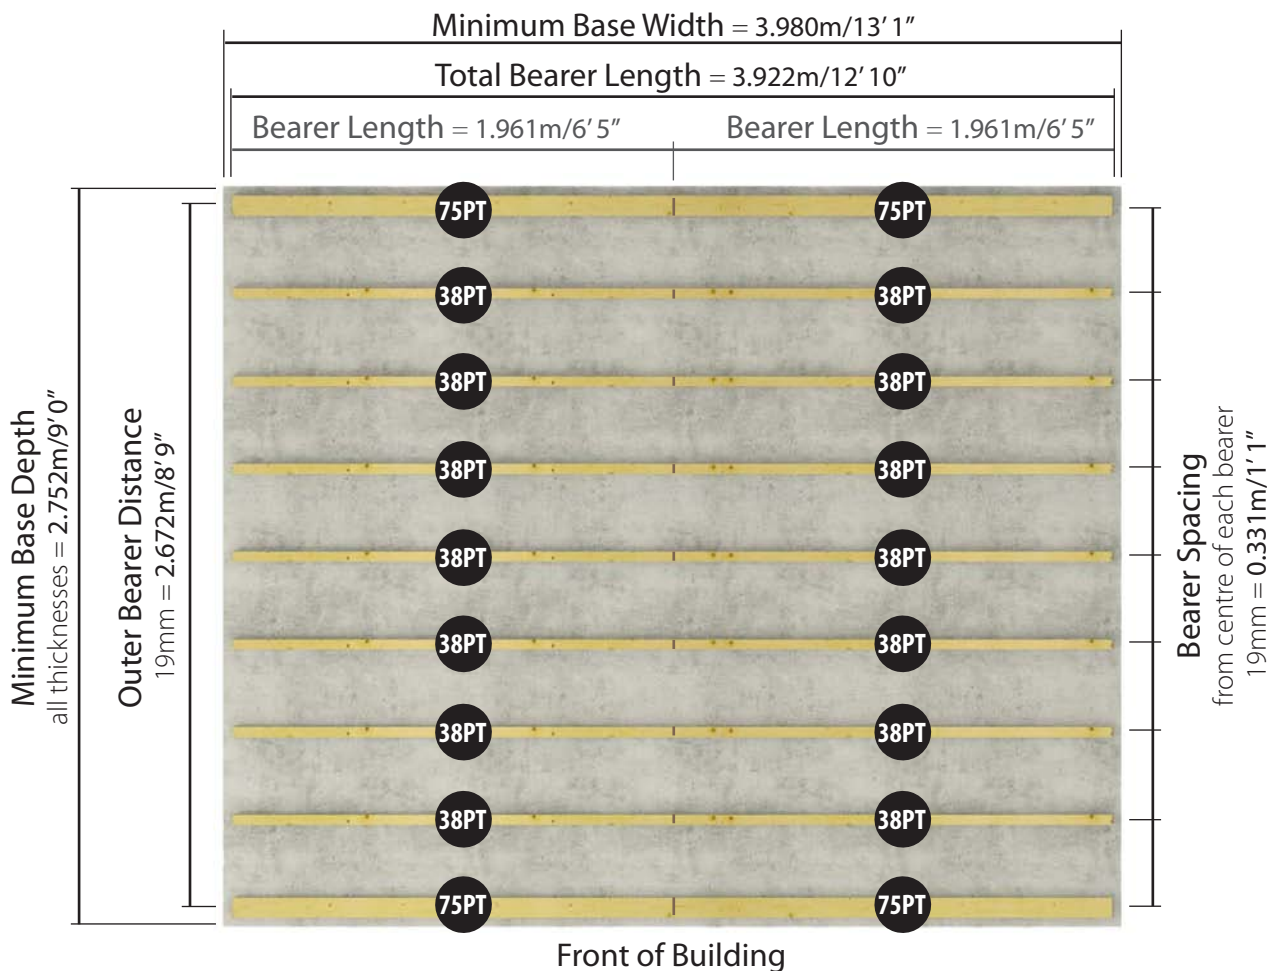 Minimum Base Width = 3.980m/13’ 1”
Total Bearer Length = 3.922m/12’ 10”
Bearer Length = 1.961m/6’ 5”
Bearer Length = 1.961m/6’ 5”
75PT
75PT
38PT
38PT
38PT
38PT
38PT
38PT
38PT
38PT
38PT
38PT
38PT
38PT
38PT
38PT
75PT
75PT
Minimum Base Depth
all thicknesses = 2.752m/9’ 0”
Outer Bearer Distance
19mm = 2.672m/8’ 9”
Bearer Spacing
from centre of each bearer
19mm = 0.331m/1’ 1”
Front of Building